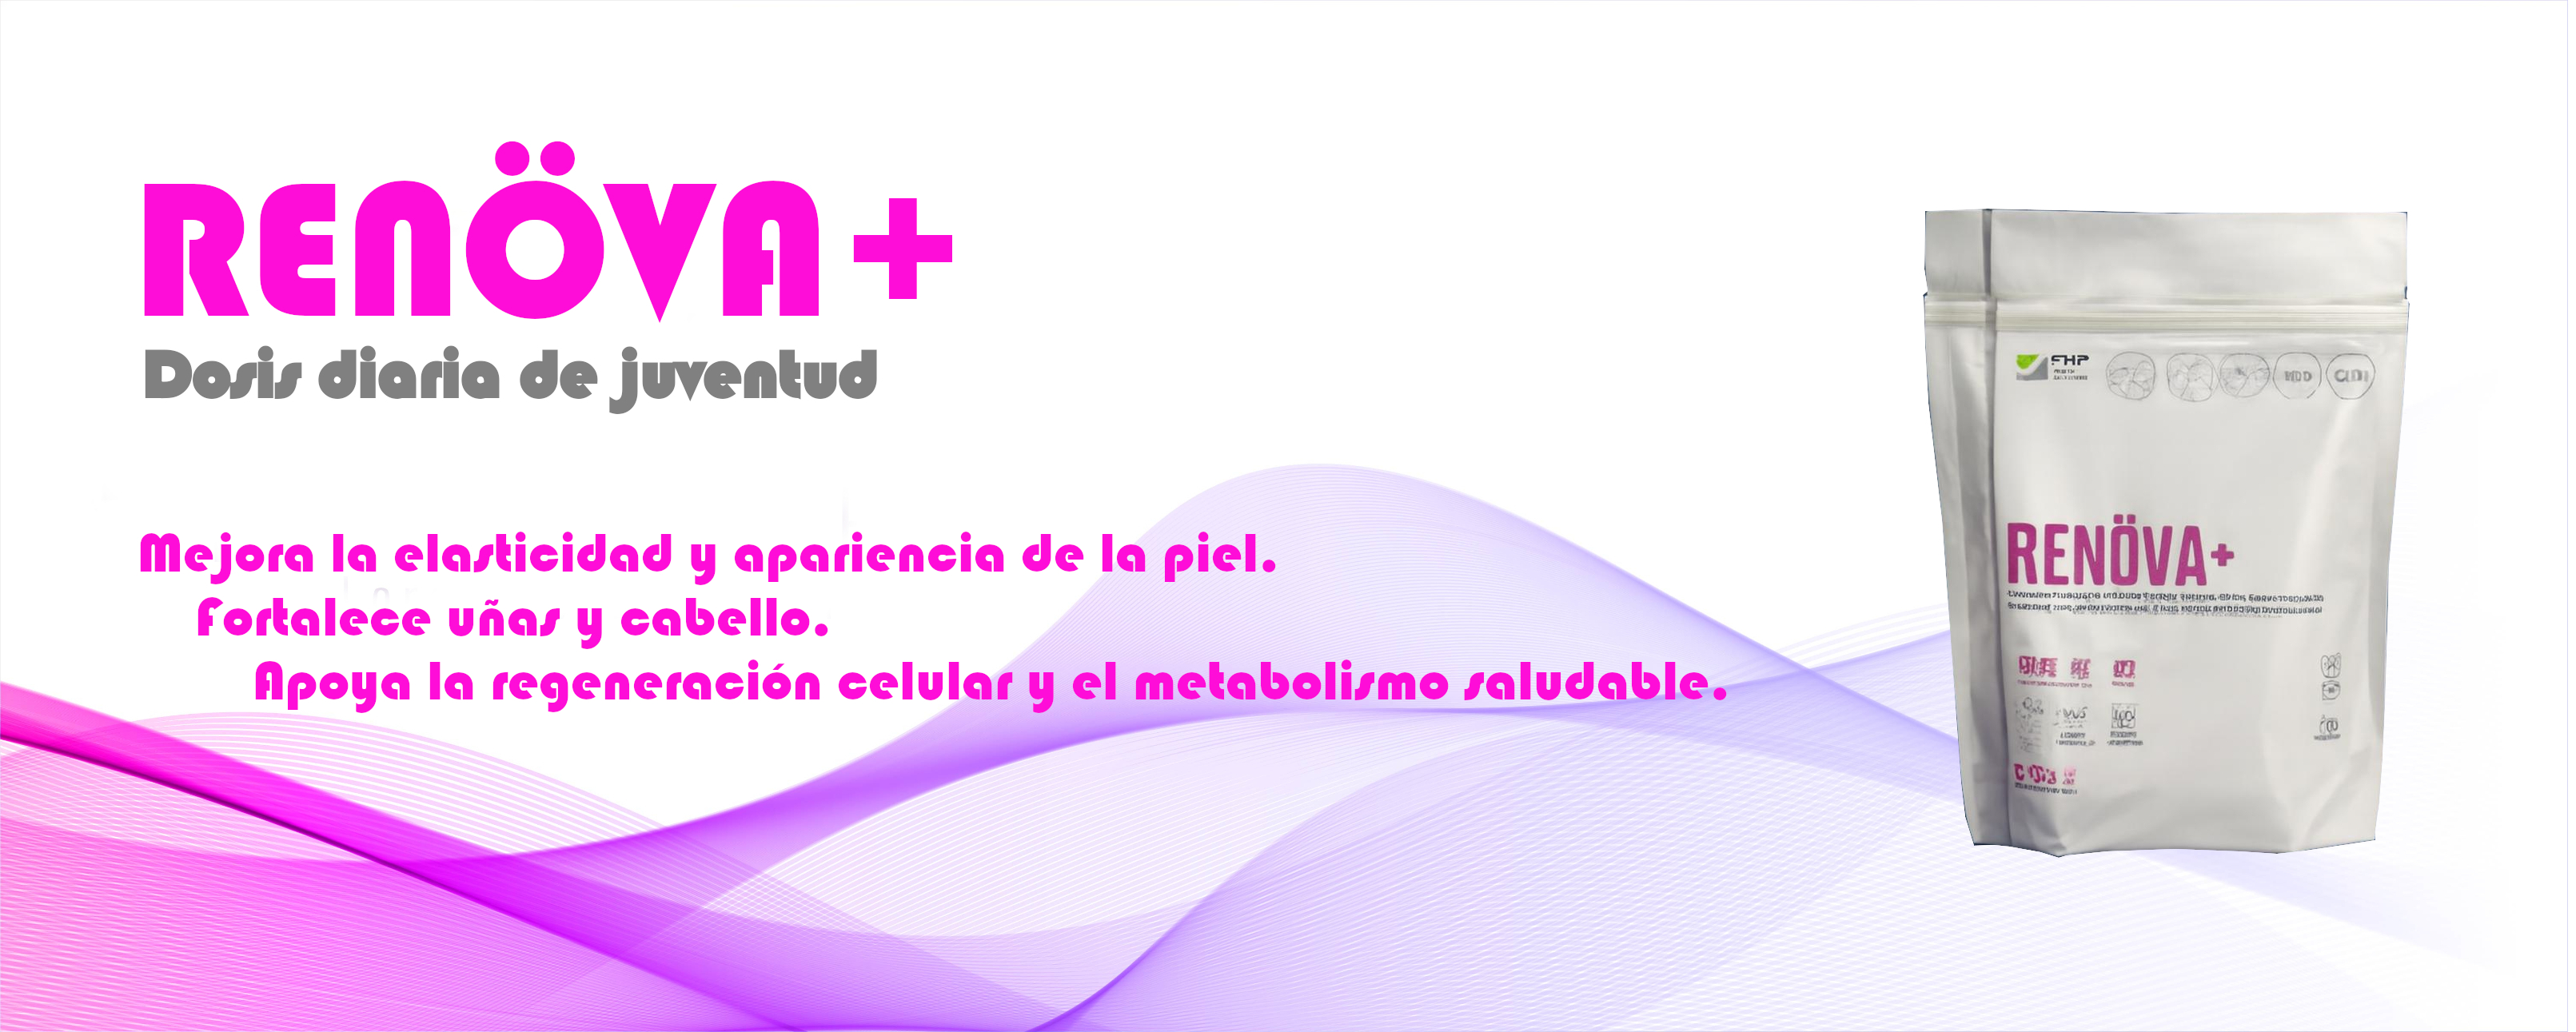 RENÖVA+
Dosis diaria de juventud
Mejora la elasticidad y apariencia de la piel.
Fortalece uñas y cabello.
Apoya la regeneración celular y el metabolismo saludable.
FHP
RENÖVA+